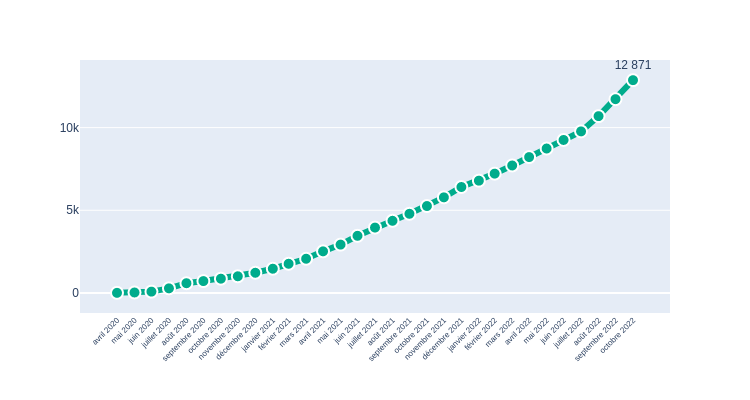 12 871
10k
5k
0
avril 2020
mai 2020
juin 2020
juillet 2020
août 2020
septembre 2020
octobre 2020
novembre 2020
décembre 2020
janvier 2021
février 2021
mars 2021
avril 2021
mai 2021
juin 2021
juillet 2021
août 2021
septembre 2021
octobre 2021
novembre 2021
décembre 2021
janvier 2022
février 2022
mars 2022
avril 2022
mai 2022
juin 2022
juillet 2022
août 2022
septembre 2022
octobre 2022